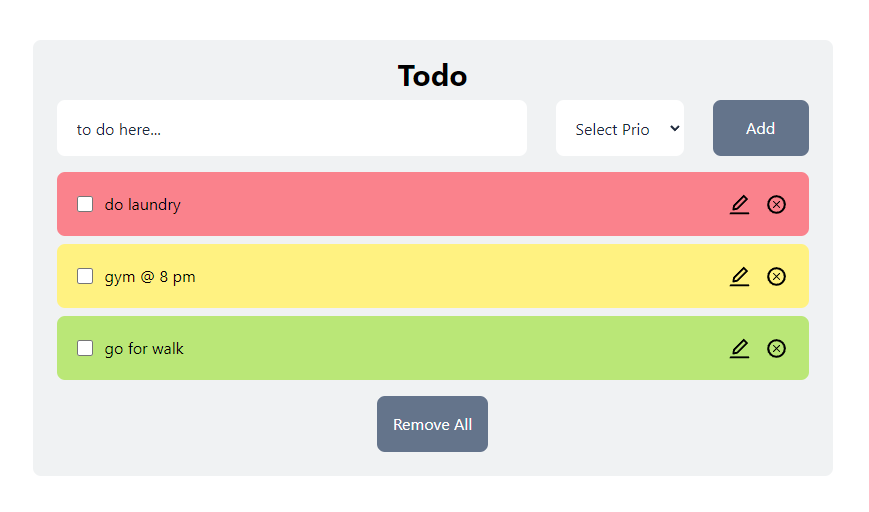 Todo
to do here...
Select Prio
Add
do laundry
gym @ 8 pm
go for walk
Remove All